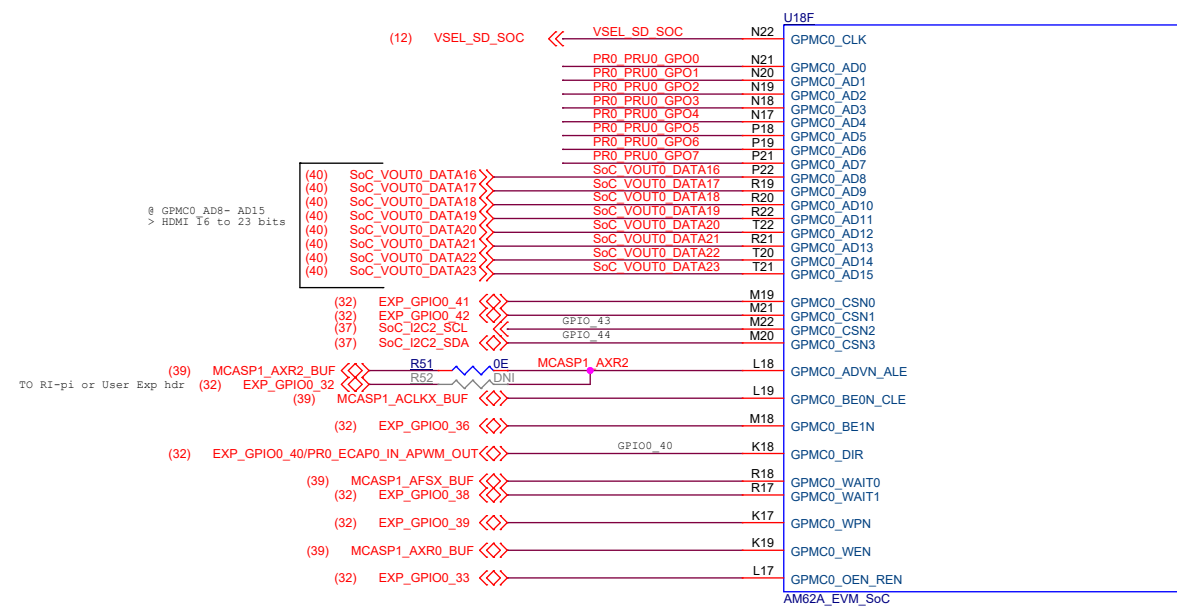 U18F
(12) VSEL_SD_SOC VSEL_SD_SOC N22 GPMC0_CLK
PR0_PRU0_GPO0 N21 GPMC0_AD0
PR0_PRU0_GPO1 N20 GPMC0_AD1
PR0_PRU0_GPO2 N19 GPMC0_AD2
PR0_PRU0_GPO3 N18 GPMC0_AD3
PR0_PRU0_GPO4 N17 GPMC0_AD4
PR0_PRU0_GPO5 P18 GPMC0_AD5
PR0_PRU0_GPO6 P19 GPMC0_AD6
PR0_PRU0_GPO7 P21 GPMC0_AD7
(40) SoC_VOUT0_DATA16 SoC_VOUT0_DATA16 P22 GPMC0_AD8
(40) SoC_VOUT0_DATA17 SoC_VOUT0_DATA17 R19 GPMC0_AD9
(40) SoC_VOUT0_DATA18 SoC_VOUT0_DATA18 R20 GPMC0_AD10
@ GPMC0_AD8- AD15
(40) SoC_VOUT0_DATA19 SoC_VOUT0_DATA19 R22 GPMC0_AD11
> HDMI 16 to 23 bits
(40) SoC_VOUT0_DATA20 SoC_VOUT0_DATA20 T22 GPMC0_AD12
(40) SoC_VOUT0_DATA21 SoC_VOUT0_DATA21 R21 GPMC0_AD13
(40) SoC_VOUT0_DATA22 SoC_VOUT0_DATA22 T20 GPMC0_AD14
(40) SoC_VOUT0_DATA23 SoC_VOUT0_DATA23 T21 GPMC0_AD15
(32) EXP_GPIO0_41 M19 GPMC0_CSN0
(32) EXP_GPIO0_42 M21 GPMC0_CSN1
(37) SoC_I2C2_SCL GPIO_43 M22 GPMC0_CSN2
(37) SoC_I2C2_SDA GPIO_44 M20 GPMC0_CSN3
(39) MCASP1_AXR2_BUF R51 0E MCASP1_AXR2 L18 GPMC0_ADVN_ALE
TO RI-pi or User Exp hdr (32) EXP_GPIO0_32 R52 DNI
(39) MCASP1_ACLKX_BUF L19 GPMC0_BE0N_CLE
(32) EXP_GPIO0_36 M18 GPMC0_BE1N
(32) EXP_GPIO0_40/PR0_ECAP0_IN_APWM_OUT GPIO0_40 K18 GPMC0_DIR
(39) MCASP1_AFSX_BUF R18 GPMC0_WAIT0
(32) EXP_GPIO0_38 R17 GPMC0_WAIT1
(32) EXP_GPIO0_39 K17 GPMC0_WPN
(39) MCASP1_AXR0_BUF K19 GPMC0_WEN
(32) EXP_GPIO0_33 L17 GPMC0_OEN_REN
AM62A_EVM_SoC